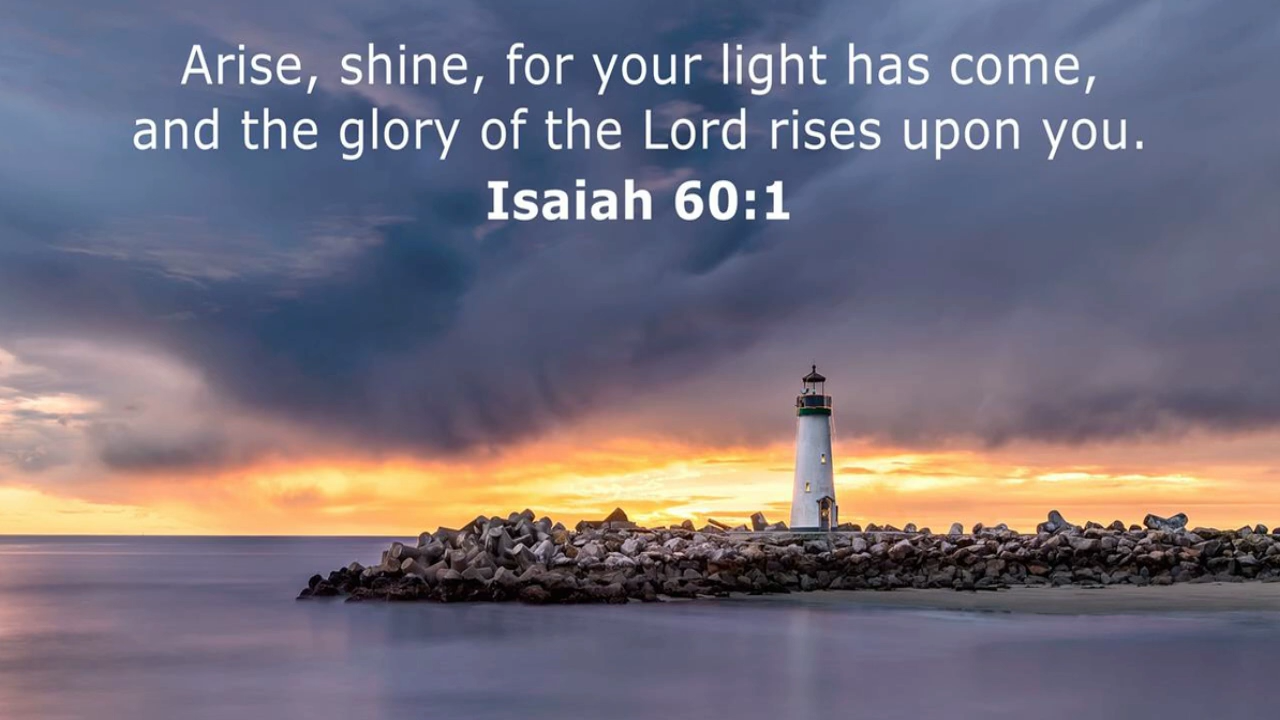 Arise, shine, for your light has come,
and the glory of the Lord rises upon you.
Isaiah 60:1